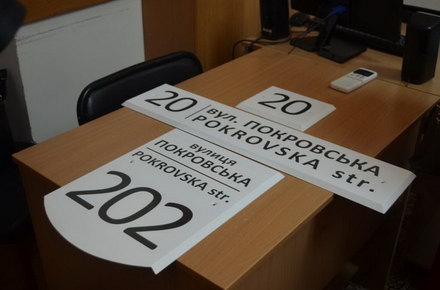 20
20
вул. ПОКРОВСЬКА
POKROVSKA str.
вулиця
ПОКРОВСЬКА
POKROVSKA str.
202